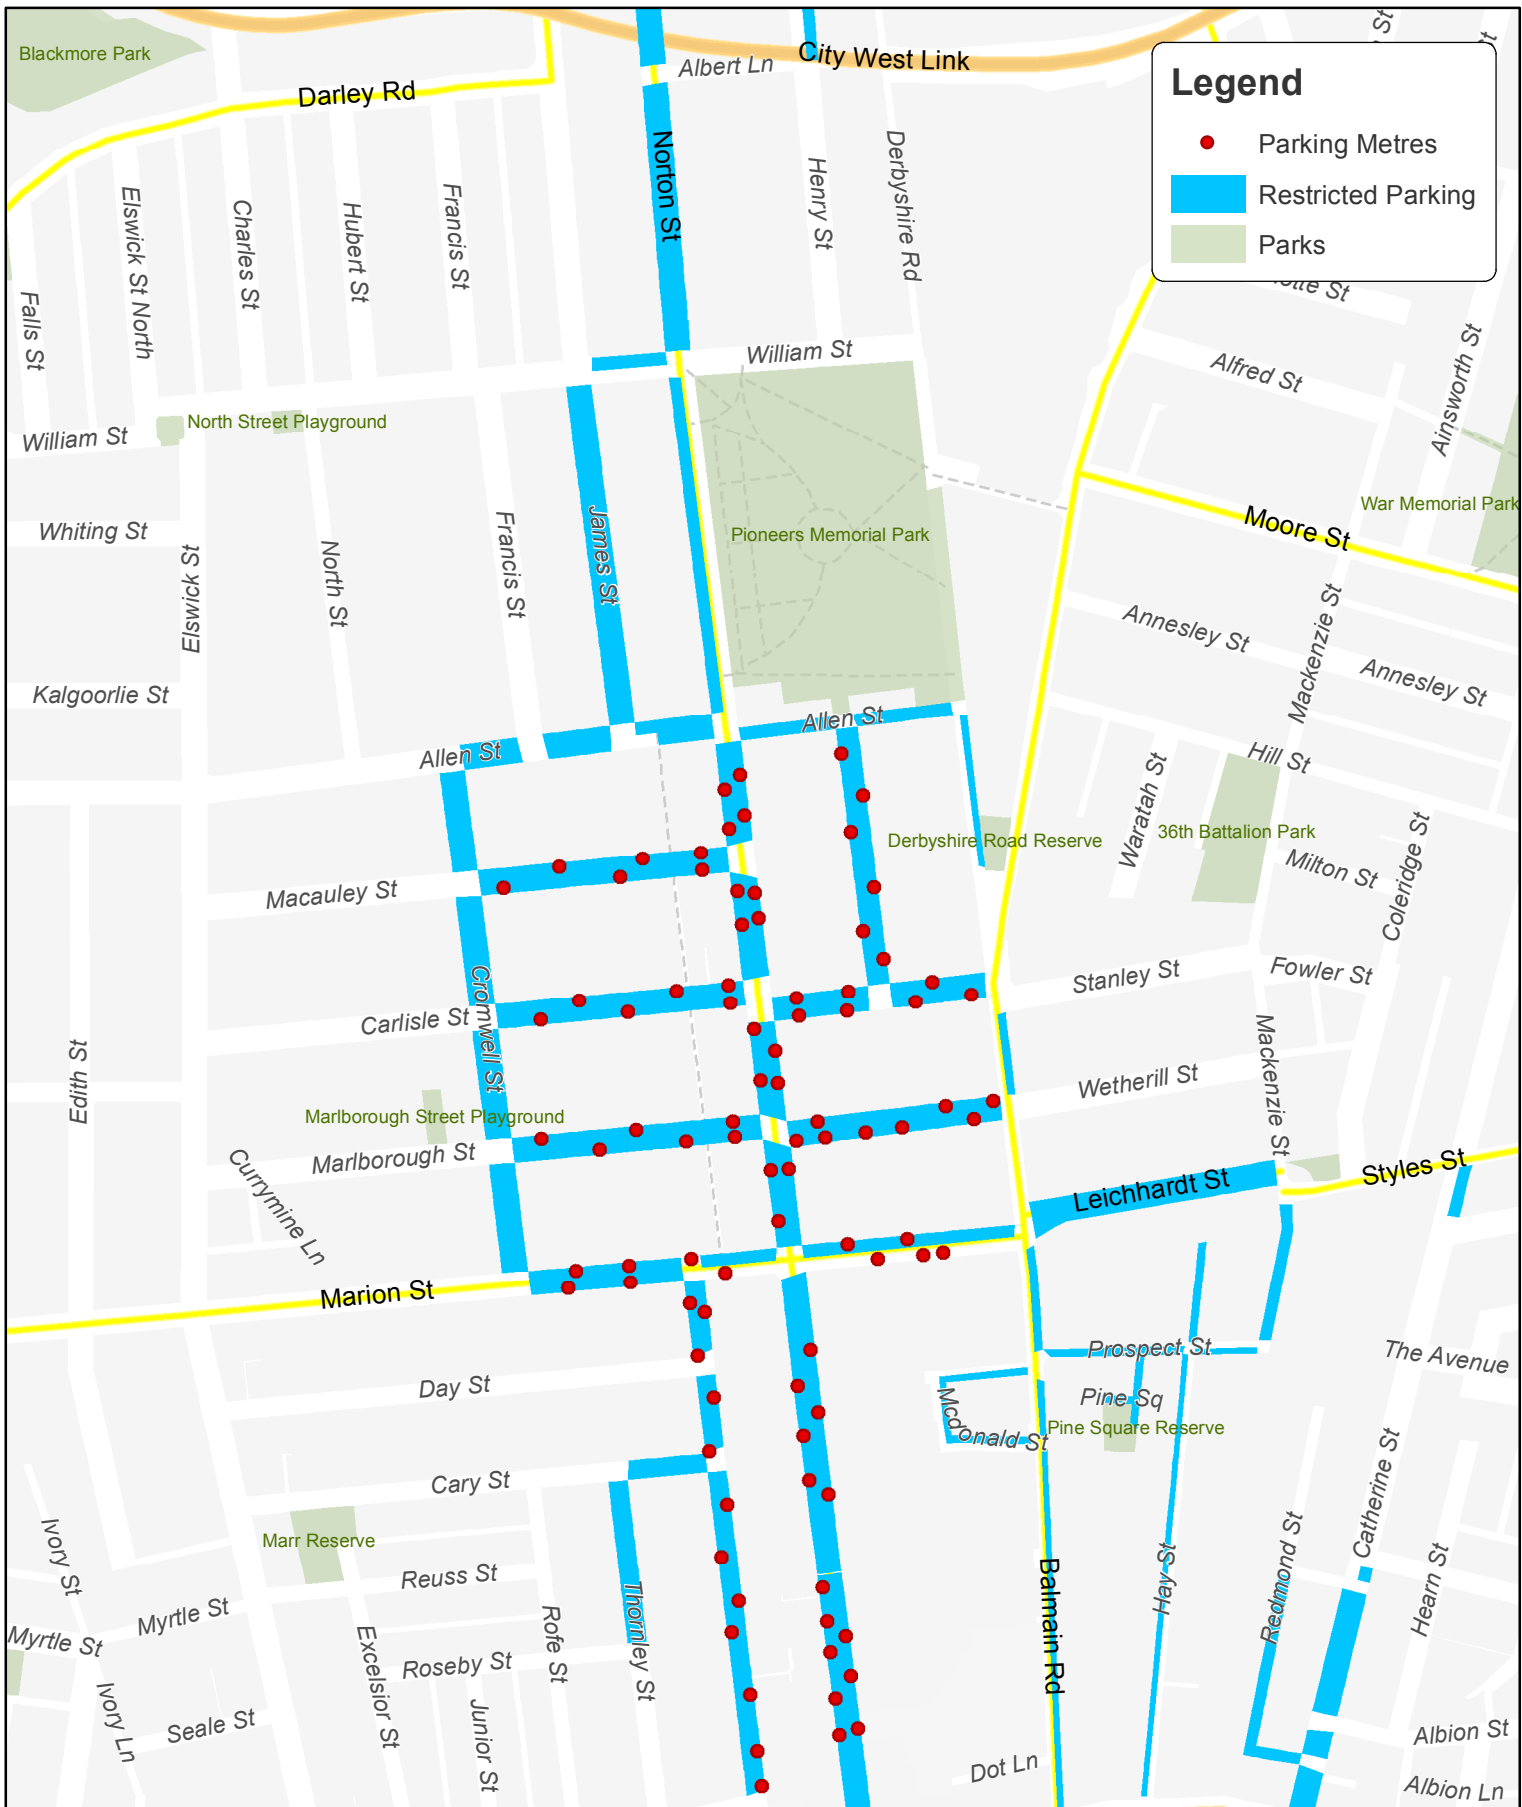 Blackmore Park
Darley Rd
Albert Ln
City West Link
Legend
Parking Metres
Restricted Parking
Parks
Norton St
Henry St
Derbyshire Rd
Elswick St North
Charles St
Hubert St
Francis St
Falls St
William St
Alfred St
Ainsworth St
North Street Playground
William St
Whiting St
Elswick St
North St
Francis St
James St
Pioneers Memorial Park
War Memorial Park
Moore St
Annesley St
Mackenzie St
Annesley St
Kalgoorlie St
Allen St
Allen St
Hill St
Waratah St
36th Battalion Park
Derbyshire Road Reserve
Milton St
Coleridge St
Macauley St
Cromwell St
Carlisle St
Stanley St
Fowler St
Mackenzie St
Edith St
Wetherill St
Marlborough Street Playground
Marlborough St
Currymine Ln
Leichhardt St
Styles St
Marion St
Prospect St
The Avenue
Day St
Mcdonald St
Pine Sq
Pine Square Reserve
Cary St
Marr Reserve
Ivory St
Reuss St
Myrtle St
Myrtle St
Thornley St
Rofe St
Excelsior St
Roseby St
Junior St
Seale St
Ivory Ln
Balmain Rd
Hay St
Redmond St
Catherine St
Hearn St
Albion St
Albion Ln
Dot Ln